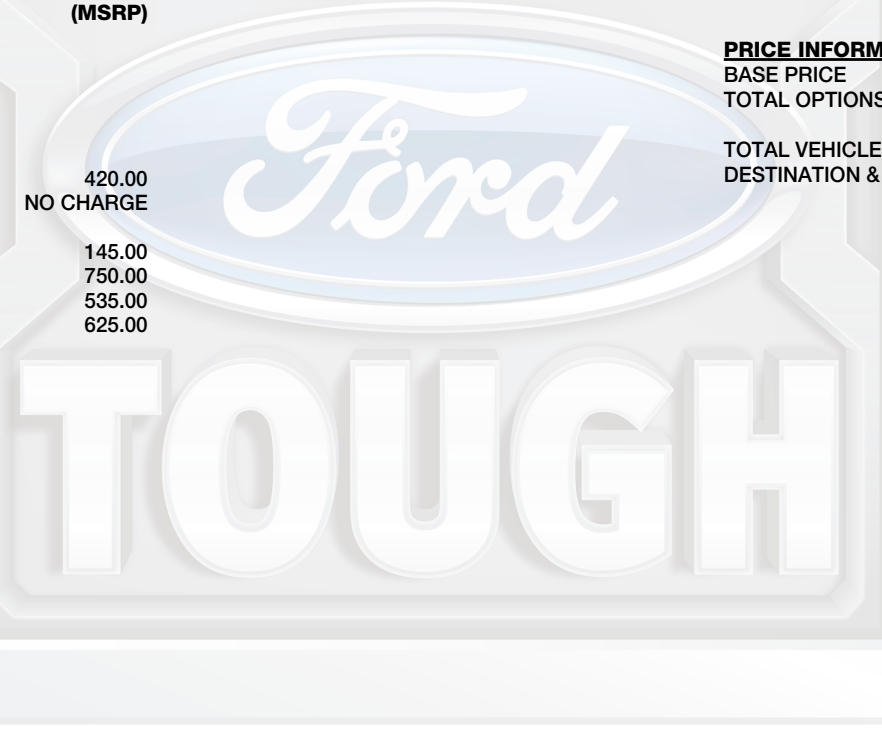 (MSRP)
420.00
NO CHARGE
145.00
750.00
535.00
625.00
PRICE INFORM
BASE PRICE
TOTAL OPTIONS
TOTAL VEHICLE
DESTINATION &
Ford
TOUGH